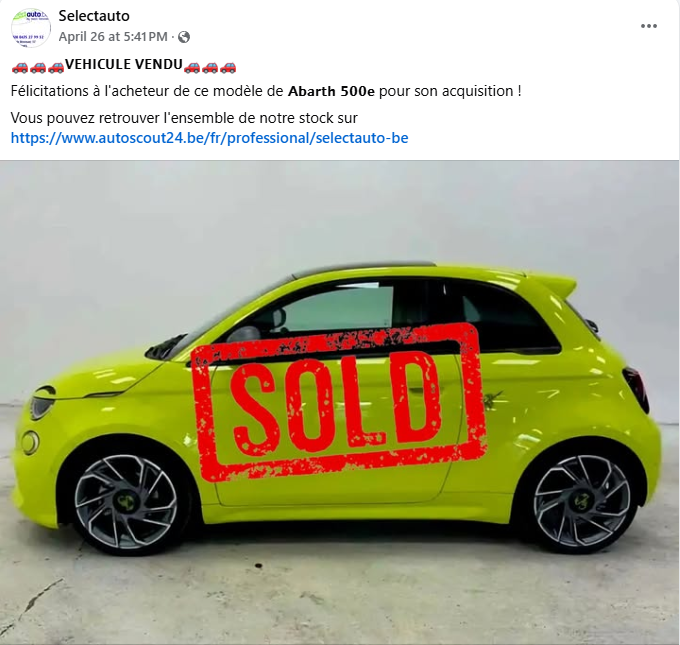 Selectauto
April 26 at 5:41 PM ·
🚗🚗🚗VEHICULE VENDU🚗🚗🚗
Félicitations à l'acheteur de ce modèle de Abarth 500e pour son acquisition !
Vous pouvez retrouver l'ensemble de notre stock sur
https://www.autoscout24.be/fr/professional/selectauto-be
SOLD